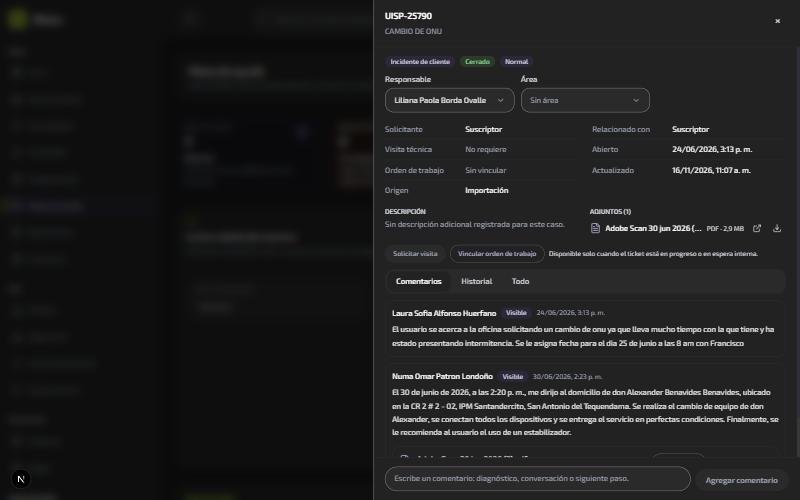 UISP-25790
CAMBIO DE ONU
Incidente de cliente Cerrado Normal
Responsable Área
Liliana Paola Borda Ovalle Sin área
Solicitante Suscriptor Relacionado con Suscriptor
Visita técnica No requiere Abierto 24/06/2026, 3:13 p. m.
Orden de trabajo Sin vincular Actualizado 16/11/2026, 11:07 a. m.
Origen Importación
DESCRIPCIÓN ADJUNTOS (1)
Sin descripción adicional registrada para este caso.
Adobe Scan 30 jun 2026 (... PDF · 2,9 MB
Solicitar visita Vincular orden de trabajo Disponible solo cuando el ticket está en progreso o en espera interna.
Comentarios Historial Todo
Laura Sofia Alfonso Huerfano Visible 24/06/2026, 3:13 p. m.
El usuario se acerca a la oficina solicitando un cambio de onu ya que lleva mucho tiempo con la que tiene y ha
estado presentando intermitencia. Se le asigna fecha para el dia 25 de junio a las 8 am con Francisco
Numa Omar Patron Londoño Visible 30/06/2026, 2:23 p. m.
El 30 de junio de 2026, a las 2:20 p. m., me dirijo al domicilio de don Alexander Benavides Benavides, ubicado
en la CR 2 # 2 - 02, IPM Santandercito, San Antonio del Tequendama. Se realiza el cambio de equipo de don
Alexander, se conectan todos los dispositivos y se entrega el servicio en perfectas condiciones. Finalmente, se
le recomienda al usuario el uso de un estabilizador.
Escribe un comentario: diagnóstico, conversación o siguiente paso. Agregar comentario
N